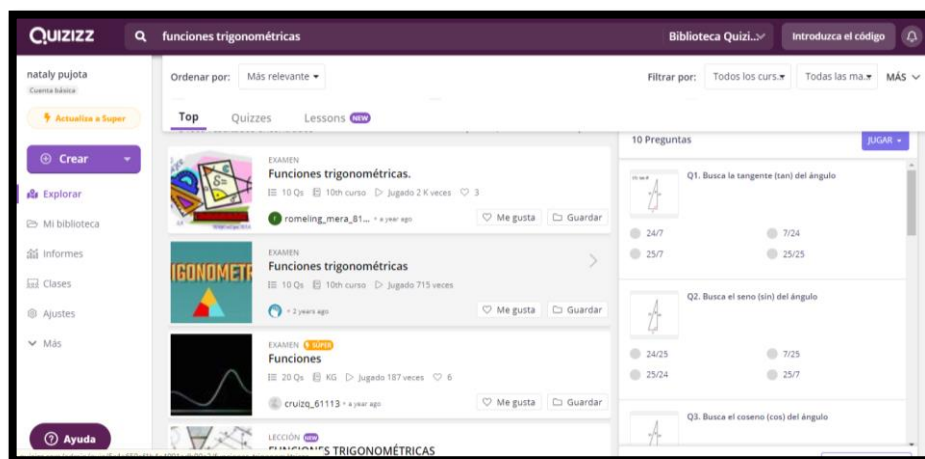 QUIZIZZ
funciones trigonométricas
Biblioteca Quizi...
Introduzca el código
nataly pujota
Cuenta básica
Actualiza a Super
Crear
Explorar
Mi biblioteca
Informes
Clases
Ajustes
Más
Ayuda
Ordenar por: Más relevante
Filtrar por: Todos los curs. Todas las ma. MÁS
Top Quizzes Lessons NEW
EXAMEN
Funciones trigonométricas.
10 Qs 10th curso Jugado 2 K veces 3
romeling_mera_81... • a year ago
Me gusta Guardar
EXAMEN
Funciones trigonométricas
10 Qs 10th curso Jugado 715 veces
• 2 years ago
Me gusta Guardar
EXAMEN SÚPER
Funciones
20 Qs KG Jugado 187 veces 6
cruizq_61113 • a year ago
Me gusta Guardar
LECCIÓN NEW
FUNCIONES TRIGONOMÉTRICAS
10 Preguntas
JUGAR
Q1. Busca la tangente (tan) del ángulo
24/7 7/24
25/7 25/25
Q2. Busca el seno (sin) del ángulo
24/25 7/25
25/24 25/7
Q3. Busca el coseno (cos) del ángulo